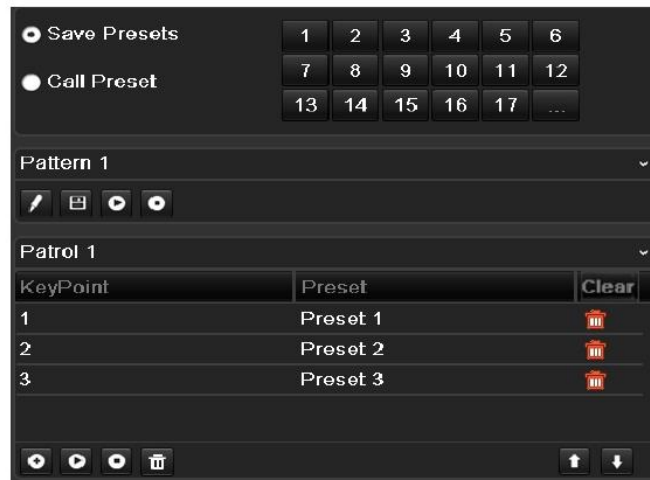 Save Presets
1 2 3 4 5 6
Call Preset
7 8 9 10 11 12
13 14 15 16 17 ...
Pattern 1
Patrol 1
KeyPoint Preset Clear
1 Preset 1
2 Preset 2
3 Preset 3